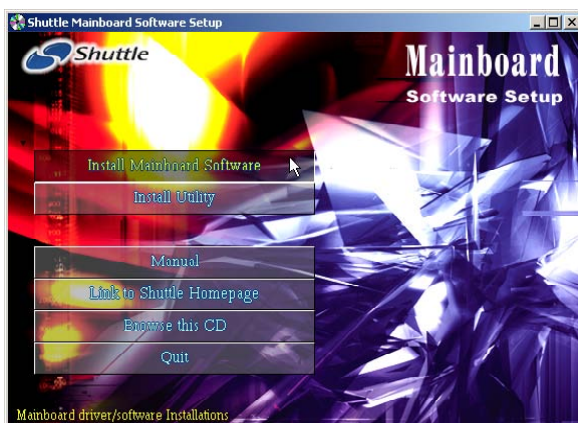 Shuttle Mainboard Software Setup
Shuttle
Mainboard
Software Setup
Install Mainboard Software
Install Utility
Manual
Link to Shuttle Homepage
Browse this CD
Quit
Mainboard driver/software Installations